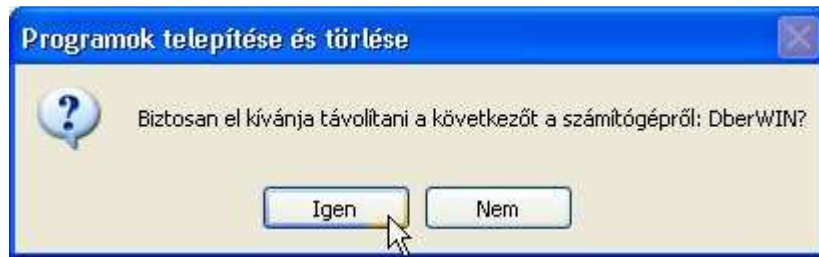 Programok telepítése és törlése
Biztosan el kívánja távolítani a következőt a számítógépről: DberWIN?
Igen
Nem